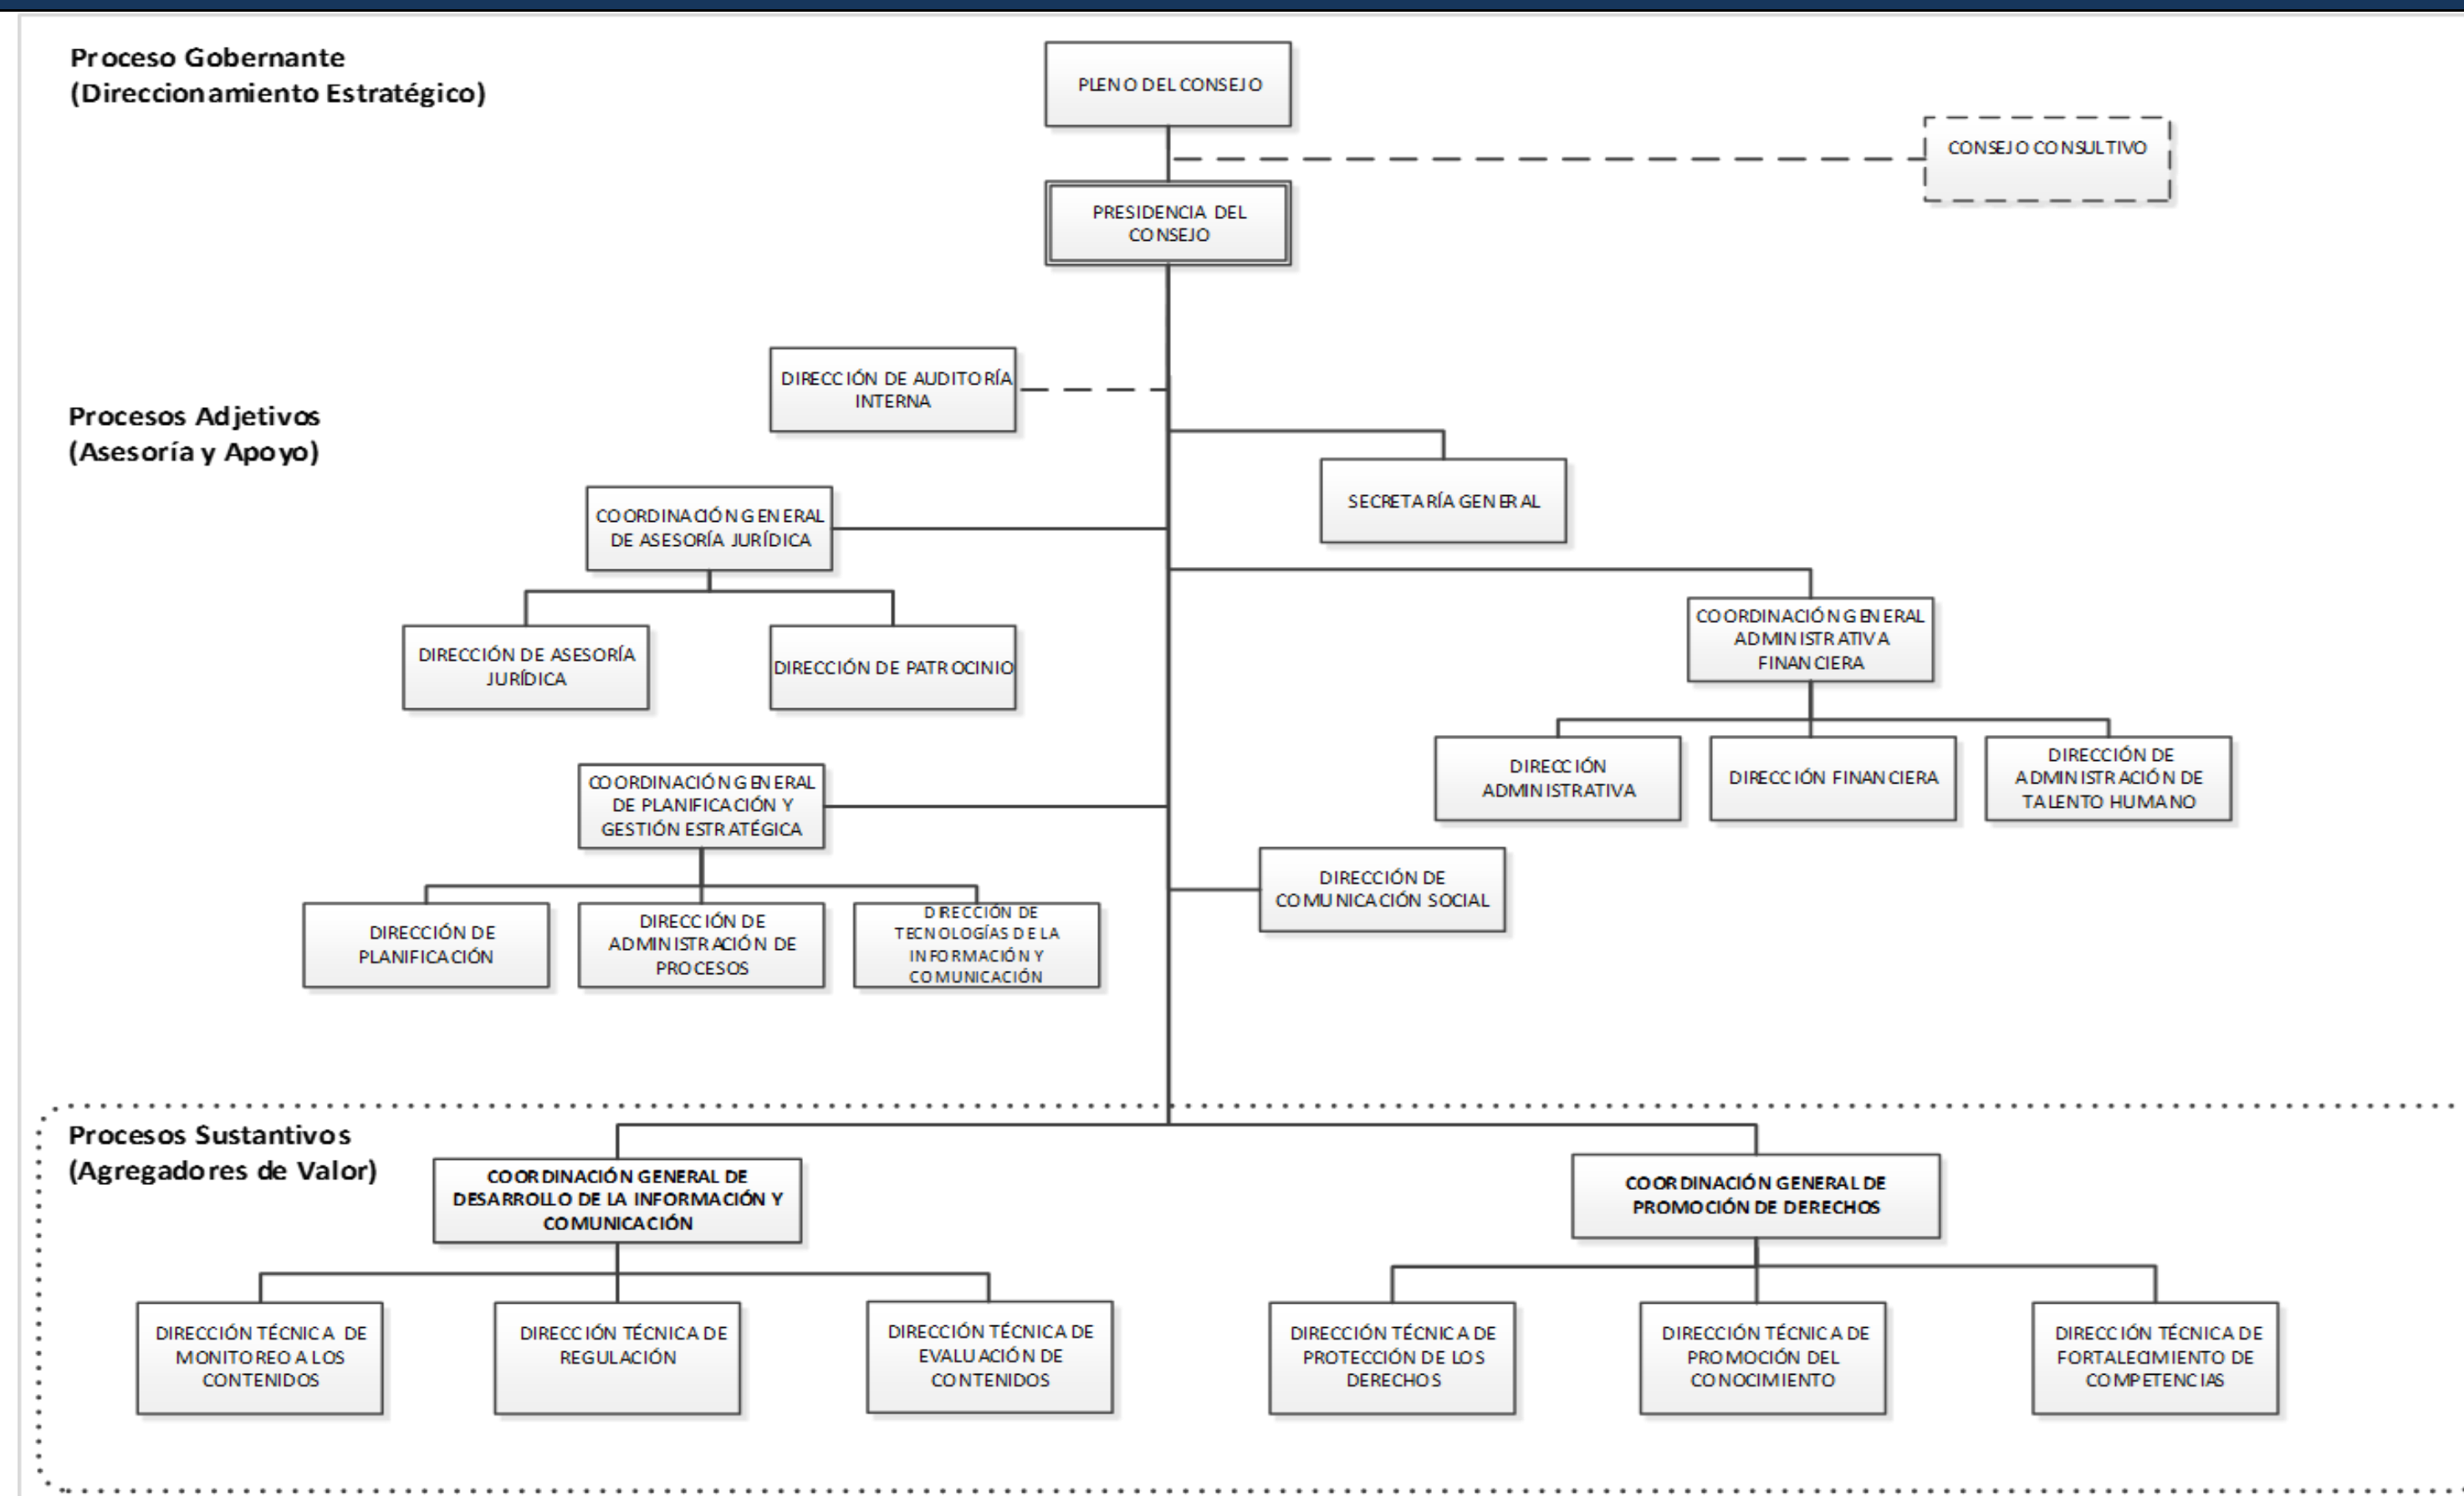 Proceso Gobernante
(Direccionamiento Estratégico)
PLENO DEL CONSEJO
CONSEJO CONSULTIVO
PRESIDENCIA DEL
CONSEJO
DIRECCIÓN DE AUDITORÍA
INTERNA
Procesos Adjetivos
(Asesoría y Apoyo)
SECRETARÍA GENERAL
COORDINACIÓN GENERAL
DE ASESORÍA JURÍDICA
DIRECCIÓN DE ASESORÍA
JURÍDICA
DIRECCIÓN DE PATROCINIO
COORDINACIÓN GENERAL
ADMINISTRATIVA
FINANCIERA
DIRECCIÓN
ADMINISTRATIVA
DIRECCIÓN FINANCIERA
DIRECCIÓN DE
ADMINISTRACIÓN DE
TALENTO HUMANO
COORDINACIÓN GENERAL
DE PLANIFICACIÓN Y
GESTIÓN ESTRATÉGICA
DIRECCIÓN DE
COMUNICACIÓN SOCIAL
DIRECCIÓN DE
PLANIFICACIÓN
DIRECCIÓN DE
ADMINISTRACIÓN DE
PROCESOS
DIRECCIÓN DE
TECNOLOGÍAS DE LA
INFORMACIÓN Y
COMUNICACIÓN
Procesos Sustantivos
(Agregadores de Valor)
COORDINACIÓN GENERAL DE
DESARROLLO DE LA INFORMACIÓN Y
COMUNICACIÓN
COORDINACIÓN GENERAL DE
PROMOCIÓN DE DERECHOS
DIRECCIÓN TÉCNICA DE
MONITOREO A LOS
CONTENIDOS
DIRECCIÓN TÉCNICA DE
REGULACIÓN
DIRECCIÓN TÉCNICA DE
EVALUACIÓN DE
CONTENIDOS
DIRECCIÓN TÉCNICA DE
PROTECCIÓN DE LOS
DERECHOS
DIRECCIÓN TÉCNICA DE
PROMOCIÓN DEL
CONOCIMIENTO
DIRECCIÓN TÉCNICA DE
FORTALECIMIENTO DE
COMPETENCIAS